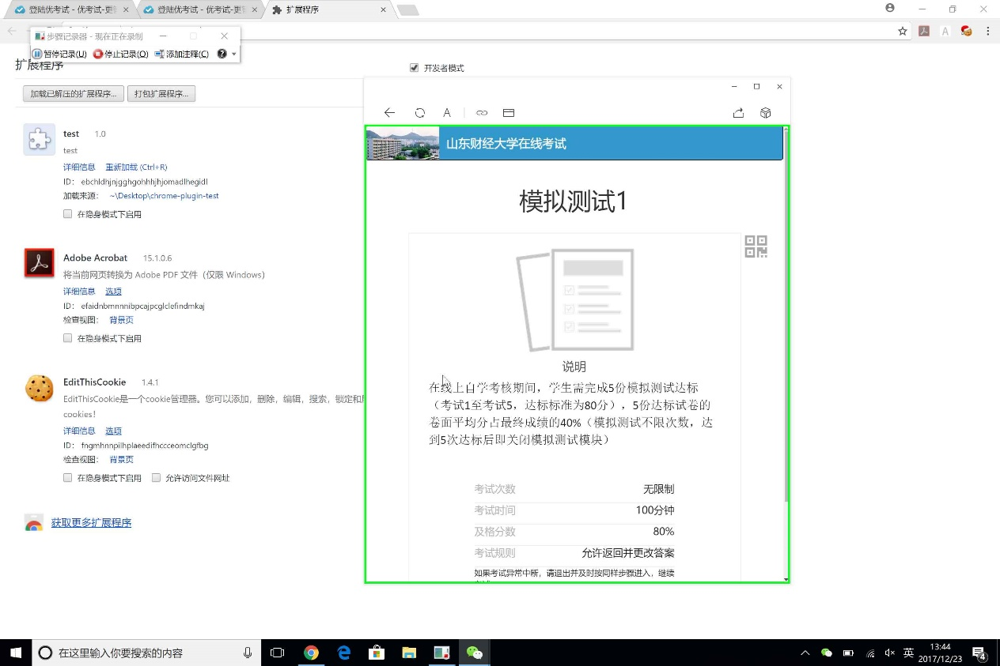 登陆优考试 - 优考试-更
登陆优考试 - 优考试-更
扩展程序
步骤记录器 - 现在正在录制
暂停记录(U)
停止记录(O)
添加注释(C)
扩展程序
开发者模式
加载已解压的扩展程序...
打包扩展程序...
test 1.0
test
详细信息 重新加载 (Ctrl+R)
ID: ebchldhjnjgghgohhhjhjomadlhegidl
加载来源： ~\Desktop\chrome-plugin-test
在隐身模式下启用
Adobe Acrobat 15.1.0.6
将当前网页转换为 Adobe PDF 文件（仅限 Windows）
详细信息 选项
ID: efaidnbmnnnibpcajpcglclefindmkaj
检查视图： 背景页
在隐身模式下启用
EditThisCookie 1.4.1
EditThisCookie是一个cookie管理器。您可以添加，删除，编辑，搜索，锁定和
cookies!
详细信息 选项
ID: fngmhnnpilhplaeedifhccceomclgfbg
检查视图： 背景页
在隐身模式下启用 允许访问文件网址
获取更多扩展程序
A
山东财经大学在线考试
模拟测试1
说明
在线上自学考核期间，学生需完成5份模拟测试达标
（考试1至考试5，达标标准为80分），5份达标试卷的
卷面平均分占最终成绩的40%（模拟测试不限次数，达
到5次达标后即关闭模拟测试模块）
考试次数 无限制
考试时间 100分钟
及格分数 80%
考试规则 允许返回并更改答案
如果考试异常中断，请退出并及时按同样步骤进入，继续
在这里输入你要搜索的内容
英
13:44
2017/12/23
4